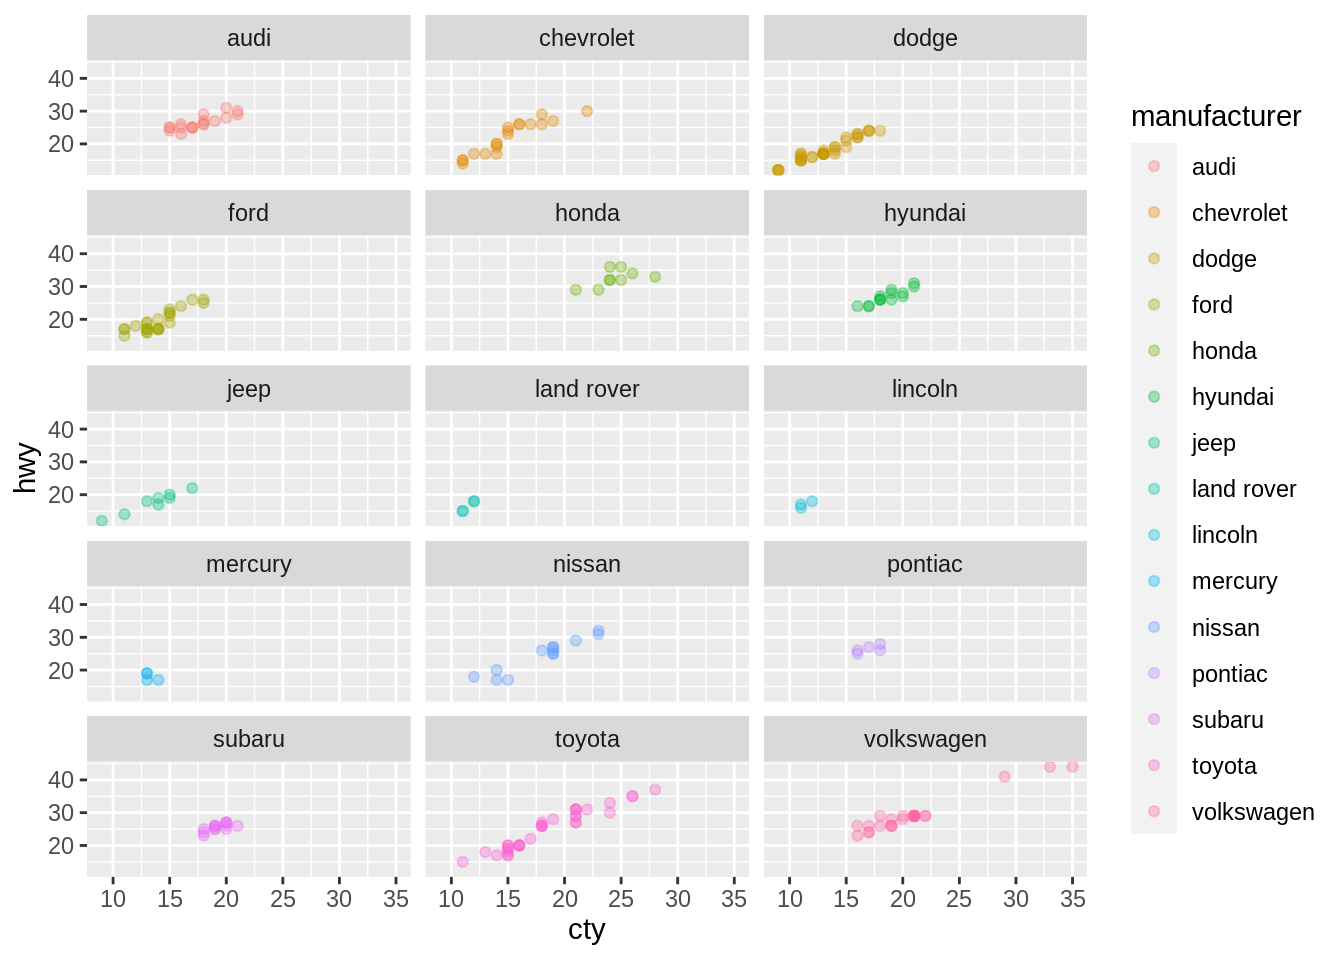 audi chevrolet dodge
40
30
20
ford honda hyundai
40
30
20
jeep land rover lincoln
40
30
20
mercury nissan pontiac
40
30
20
subaru toyota volkswagen
40
30
20
10 15 20 25 30 35 10 15 20 25 30 35 10 15 20 25 30 35
cty
hwy
manufacturer
audi
chevrolet
dodge
ford
honda
hyundai
jeep
land rover
lincoln
mercury
nissan
pontiac
subaru
toyota
volkswagen